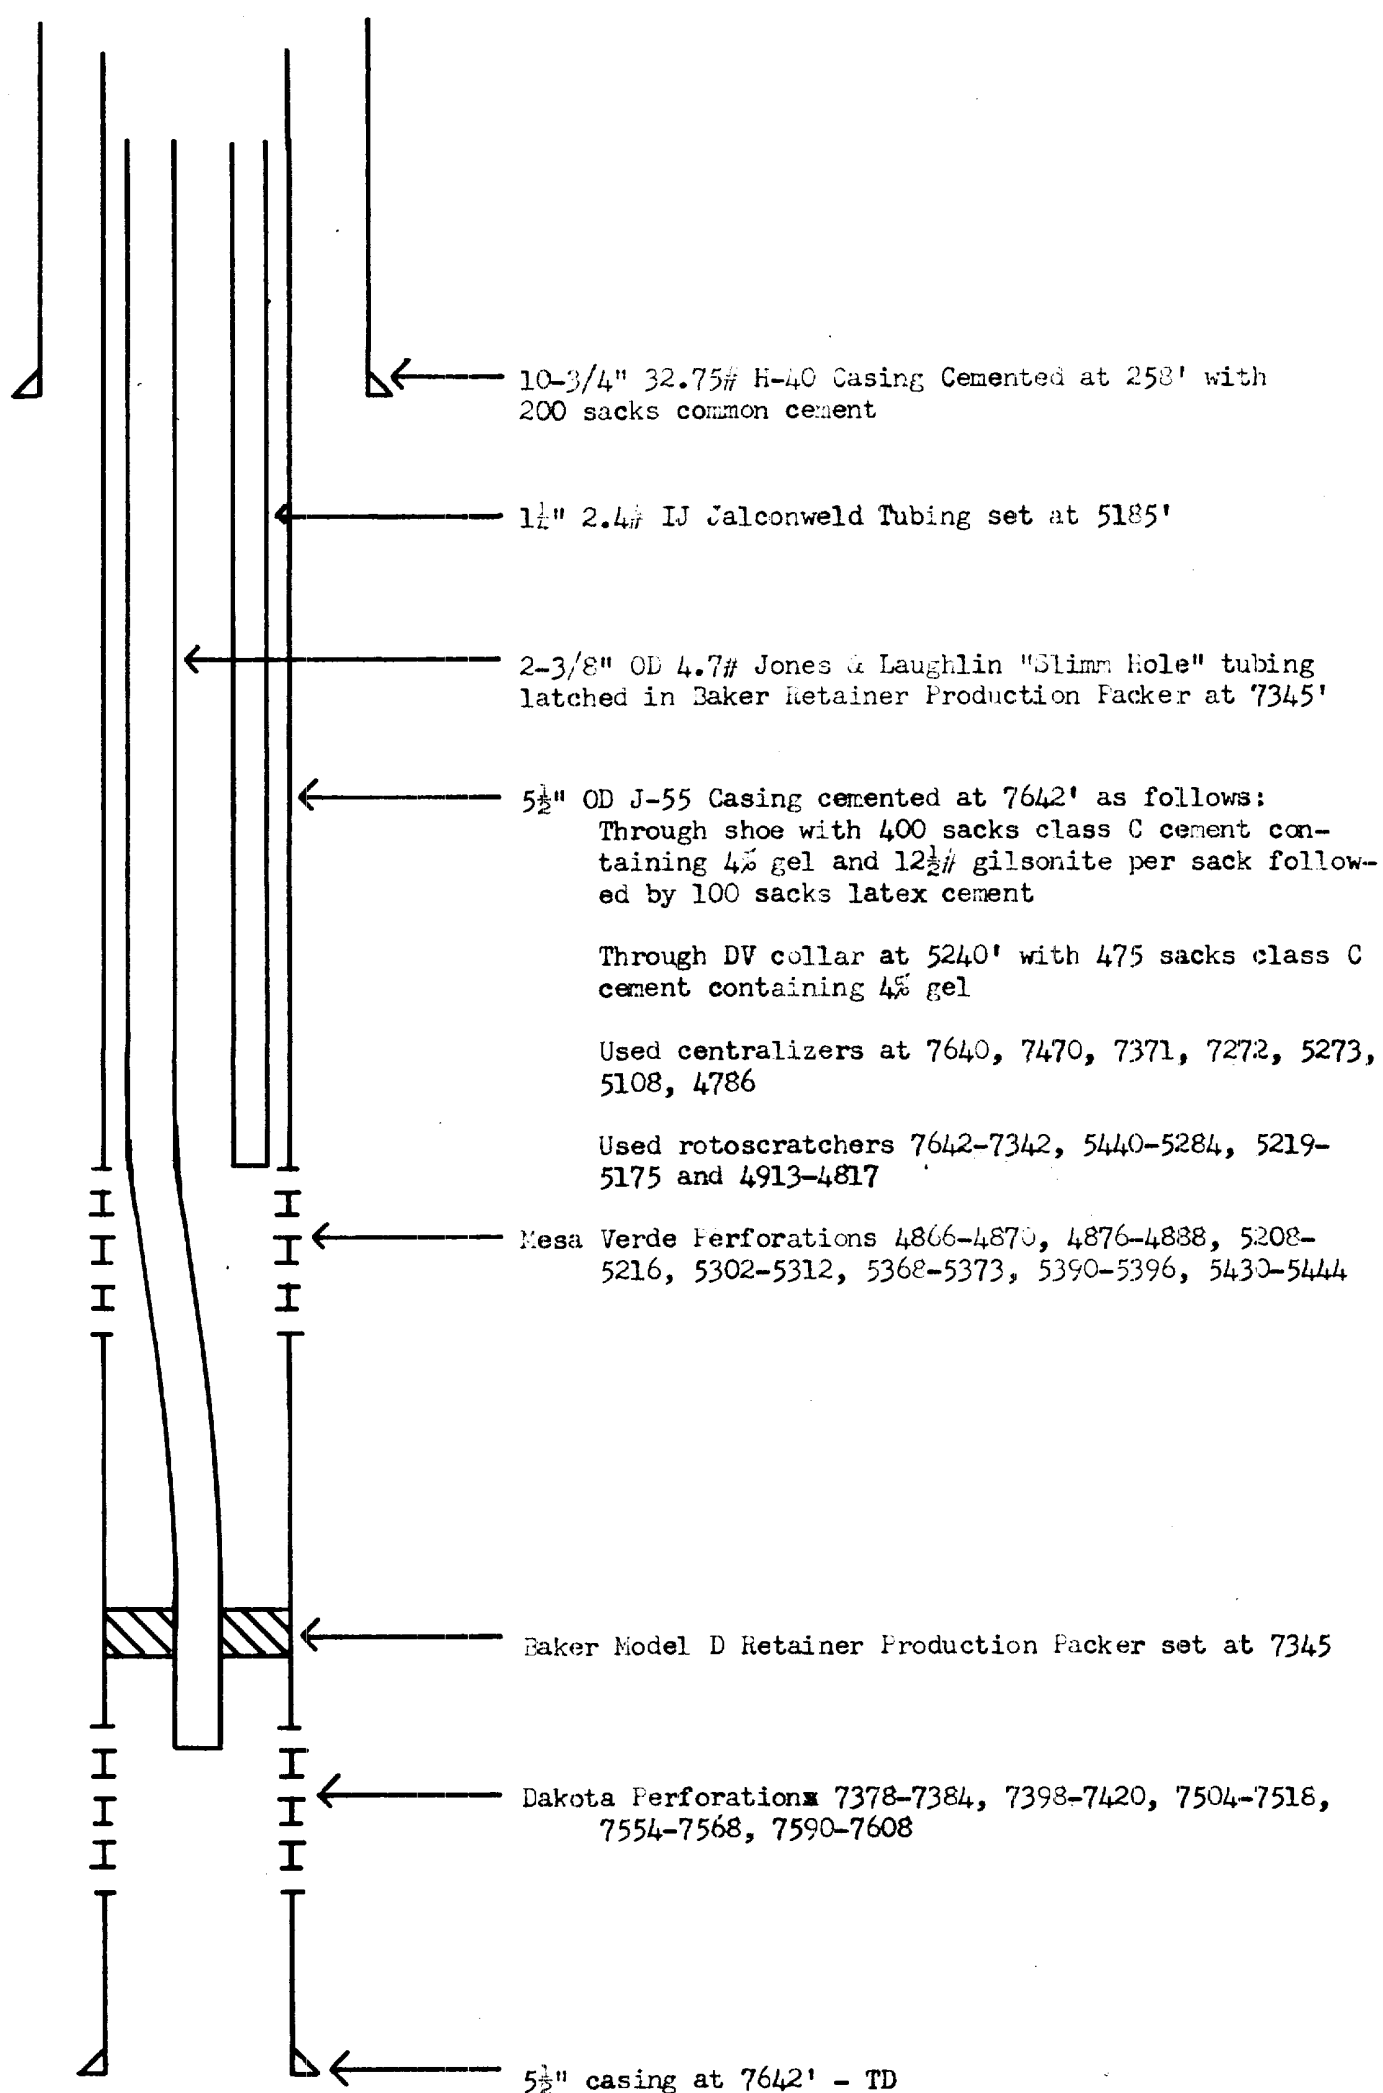 10-3/4" 32.75# H-40 Casing Cemented at 258' with
200 sacks common cement
1¼" 2.4# IJ Jalconweld Tubing set at 5185'
2-3/8" OD 4.7# Jones & Laughlin "Slimm Hole" tubing
latched in Baker Retainer Production Packer at 7345'
5½" OD J-55 Casing cemented at 7642' as follows:
Through shoe with 400 sacks class C cement con-
taining 4% gel and 12½# gilsonite per sack follow-
ed by 100 sacks latex cement
Through DV collar at 5240' with 475 sacks class C
cement containing 4% gel
Used centralizers at 7640, 7470, 7371, 7272, 5273,
5108, 4786
Used rotoscratchers 7642-7342, 5440-5284, 5219-
5175 and 4913-4817
Mesa Verde Perforations 4866-4870, 4876-4888, 5208-
5216, 5302-5312, 5368-5373, 5390-5396, 5430-5444
Baker Model D Retainer Production Packer set at 7345
Dakota Perforations 7378-7384, 7398-7420, 7504-7518,
7554-7568, 7590-7608
5½" casing at 7642' - TD